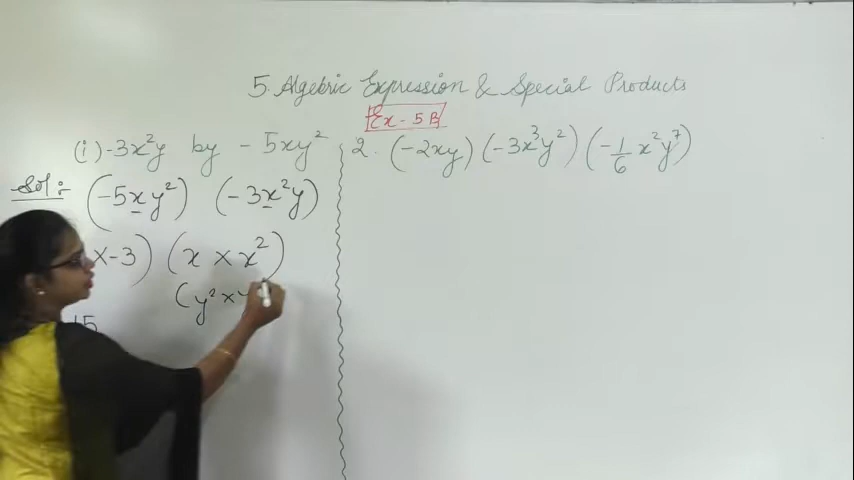 5. Algebric Expression & Special Products
Ex - 5B
(i) -3x²y by -5xy²
Sol:-
(-5xy²) (-3x²y)
x-3) (x × x²)
(y² × y
15
2. (-2xy) (-3x³y²) (-1/6 x²y⁷)